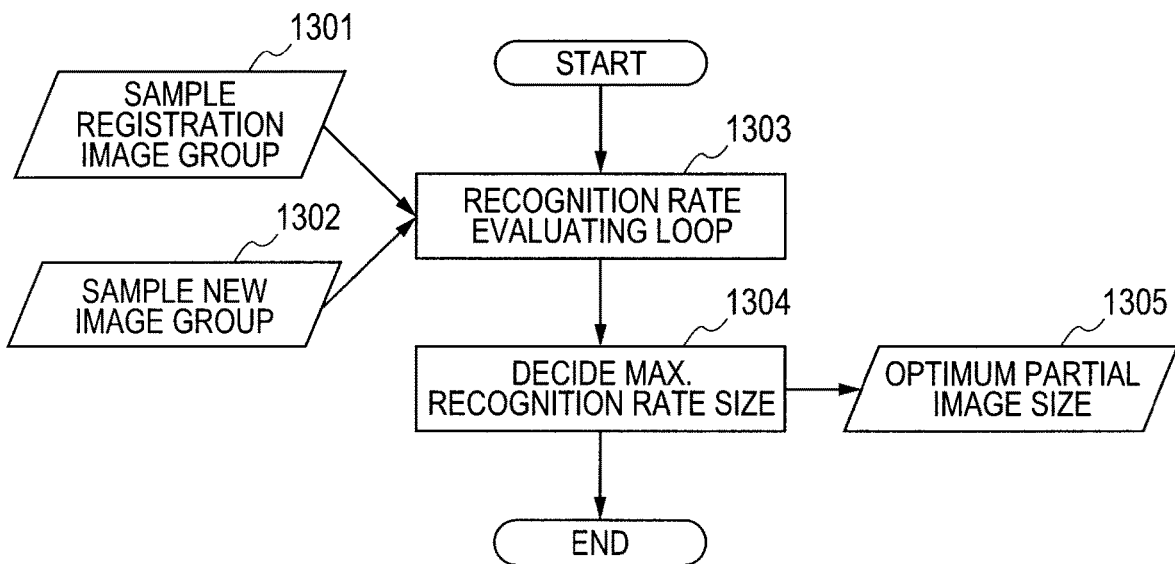 1301
SAMPLE
REGISTRATION
IMAGE GROUP
START
1303
RECOGNITION RATE
EVALUATING LOOP
1302
SAMPLE NEW
IMAGE GROUP
1304
DECIDE MAX.
RECOGNITION RATE SIZE
1305
OPTIMUM PARTIAL
IMAGE SIZE
END